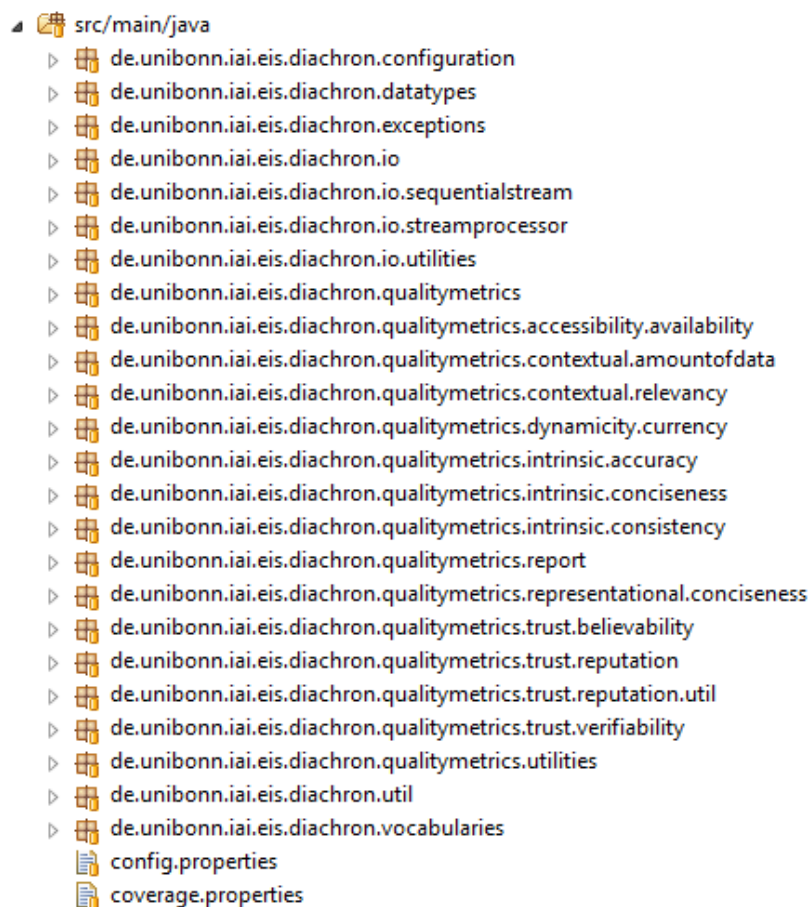 src/main/java
de.unibonn.iai.eis.diachron.configuration
de.unibonn.iai.eis.diachron.datatypes
de.unibonn.iai.eis.diachron.exceptions
de.unibonn.iai.eis.diachron.io
de.unibonn.iai.eis.diachron.io.sequentialstream
de.unibonn.iai.eis.diachron.io.streamprocessor
de.unibonn.iai.eis.diachron.io.utilities
de.unibonn.iai.eis.diachron.qualitymetrics
de.unibonn.iai.eis.diachron.qualitymetrics.accessibility.availability
de.unibonn.iai.eis.diachron.qualitymetrics.contextual.amountofdata
de.unibonn.iai.eis.diachron.qualitymetrics.contextual.relevancy
de.unibonn.iai.eis.diachron.qualitymetrics.dynamicity.currency
de.unibonn.iai.eis.diachron.qualitymetrics.intrinsic.accuracy
de.unibonn.iai.eis.diachron.qualitymetrics.intrinsic.conciseness
de.unibonn.iai.eis.diachron.qualitymetrics.intrinsic.consistency
de.unibonn.iai.eis.diachron.qualitymetrics.report
de.unibonn.iai.eis.diachron.qualitymetrics.representational.conciseness
de.unibonn.iai.eis.diachron.qualitymetrics.trust.believability
de.unibonn.iai.eis.diachron.qualitymetrics.trust.reputation
de.unibonn.iai.eis.diachron.qualitymetrics.trust.reputation.util
de.unibonn.iai.eis.diachron.qualitymetrics.trust.verifiability
de.unibonn.iai.eis.diachron.qualitymetrics.utilities
de.unibonn.iai.eis.diachron.util
de.unibonn.iai.eis.diachron.vocabularies
config.properties
coverage.properties